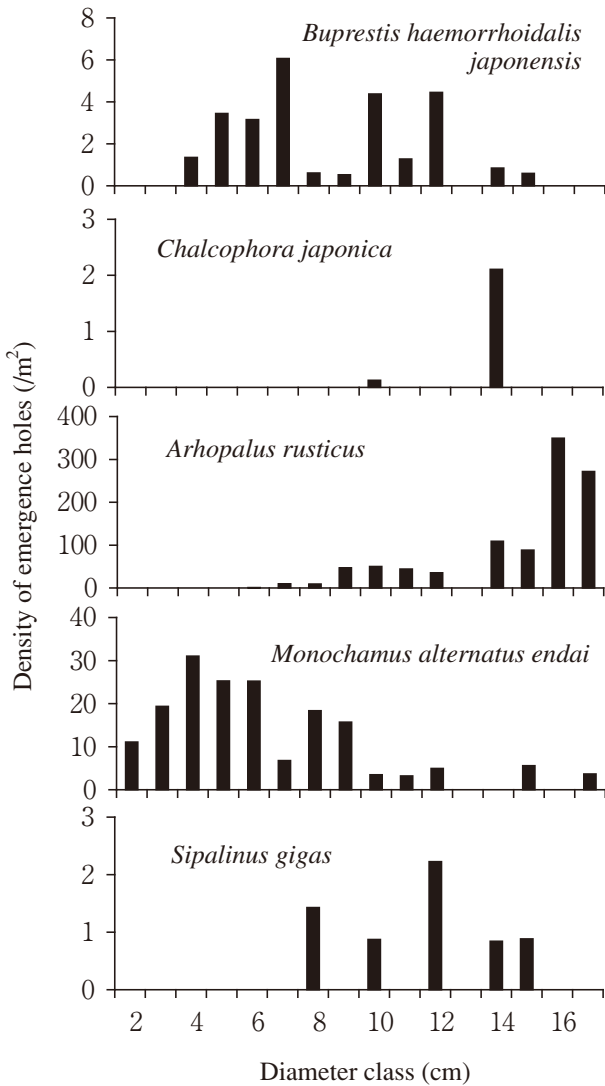 8
6
4
2
0
Buprestis haemorrhoidalis
japonensis
3
2
1
0
Chalcophora japonica
400
300
200
100
0
Arhopalus rusticus
40
30
20
10
0
Monochamus alternatus endai
3
2
1
0
Sipalinus gigas
2 4 6 8 10 12 14 16
Diameter class (cm)
Density of emergence holes (/m²)